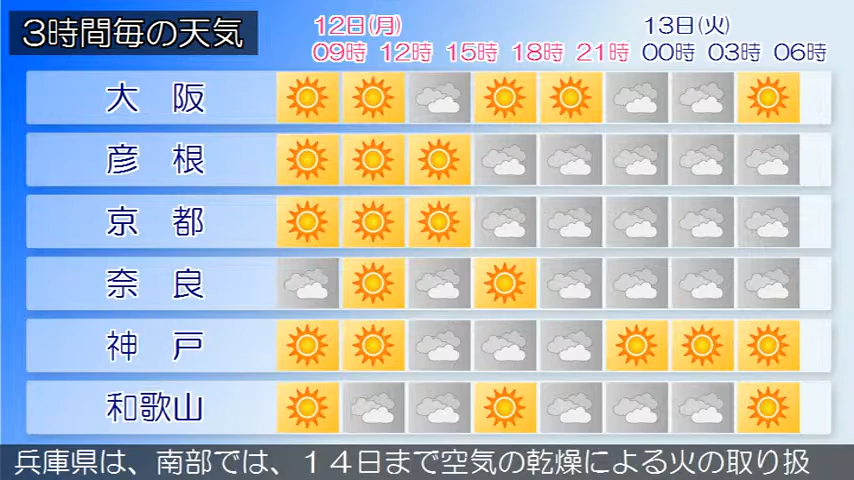 3時間毎の天気
12日(月) 13日(火)
09時 12時 15時 18時 21時 00時 03時 06時
大阪
彦根
京都
奈良
神戸
和歌山
兵庫県は、南部では、１４日まで空気の乾燥による火の取り扱